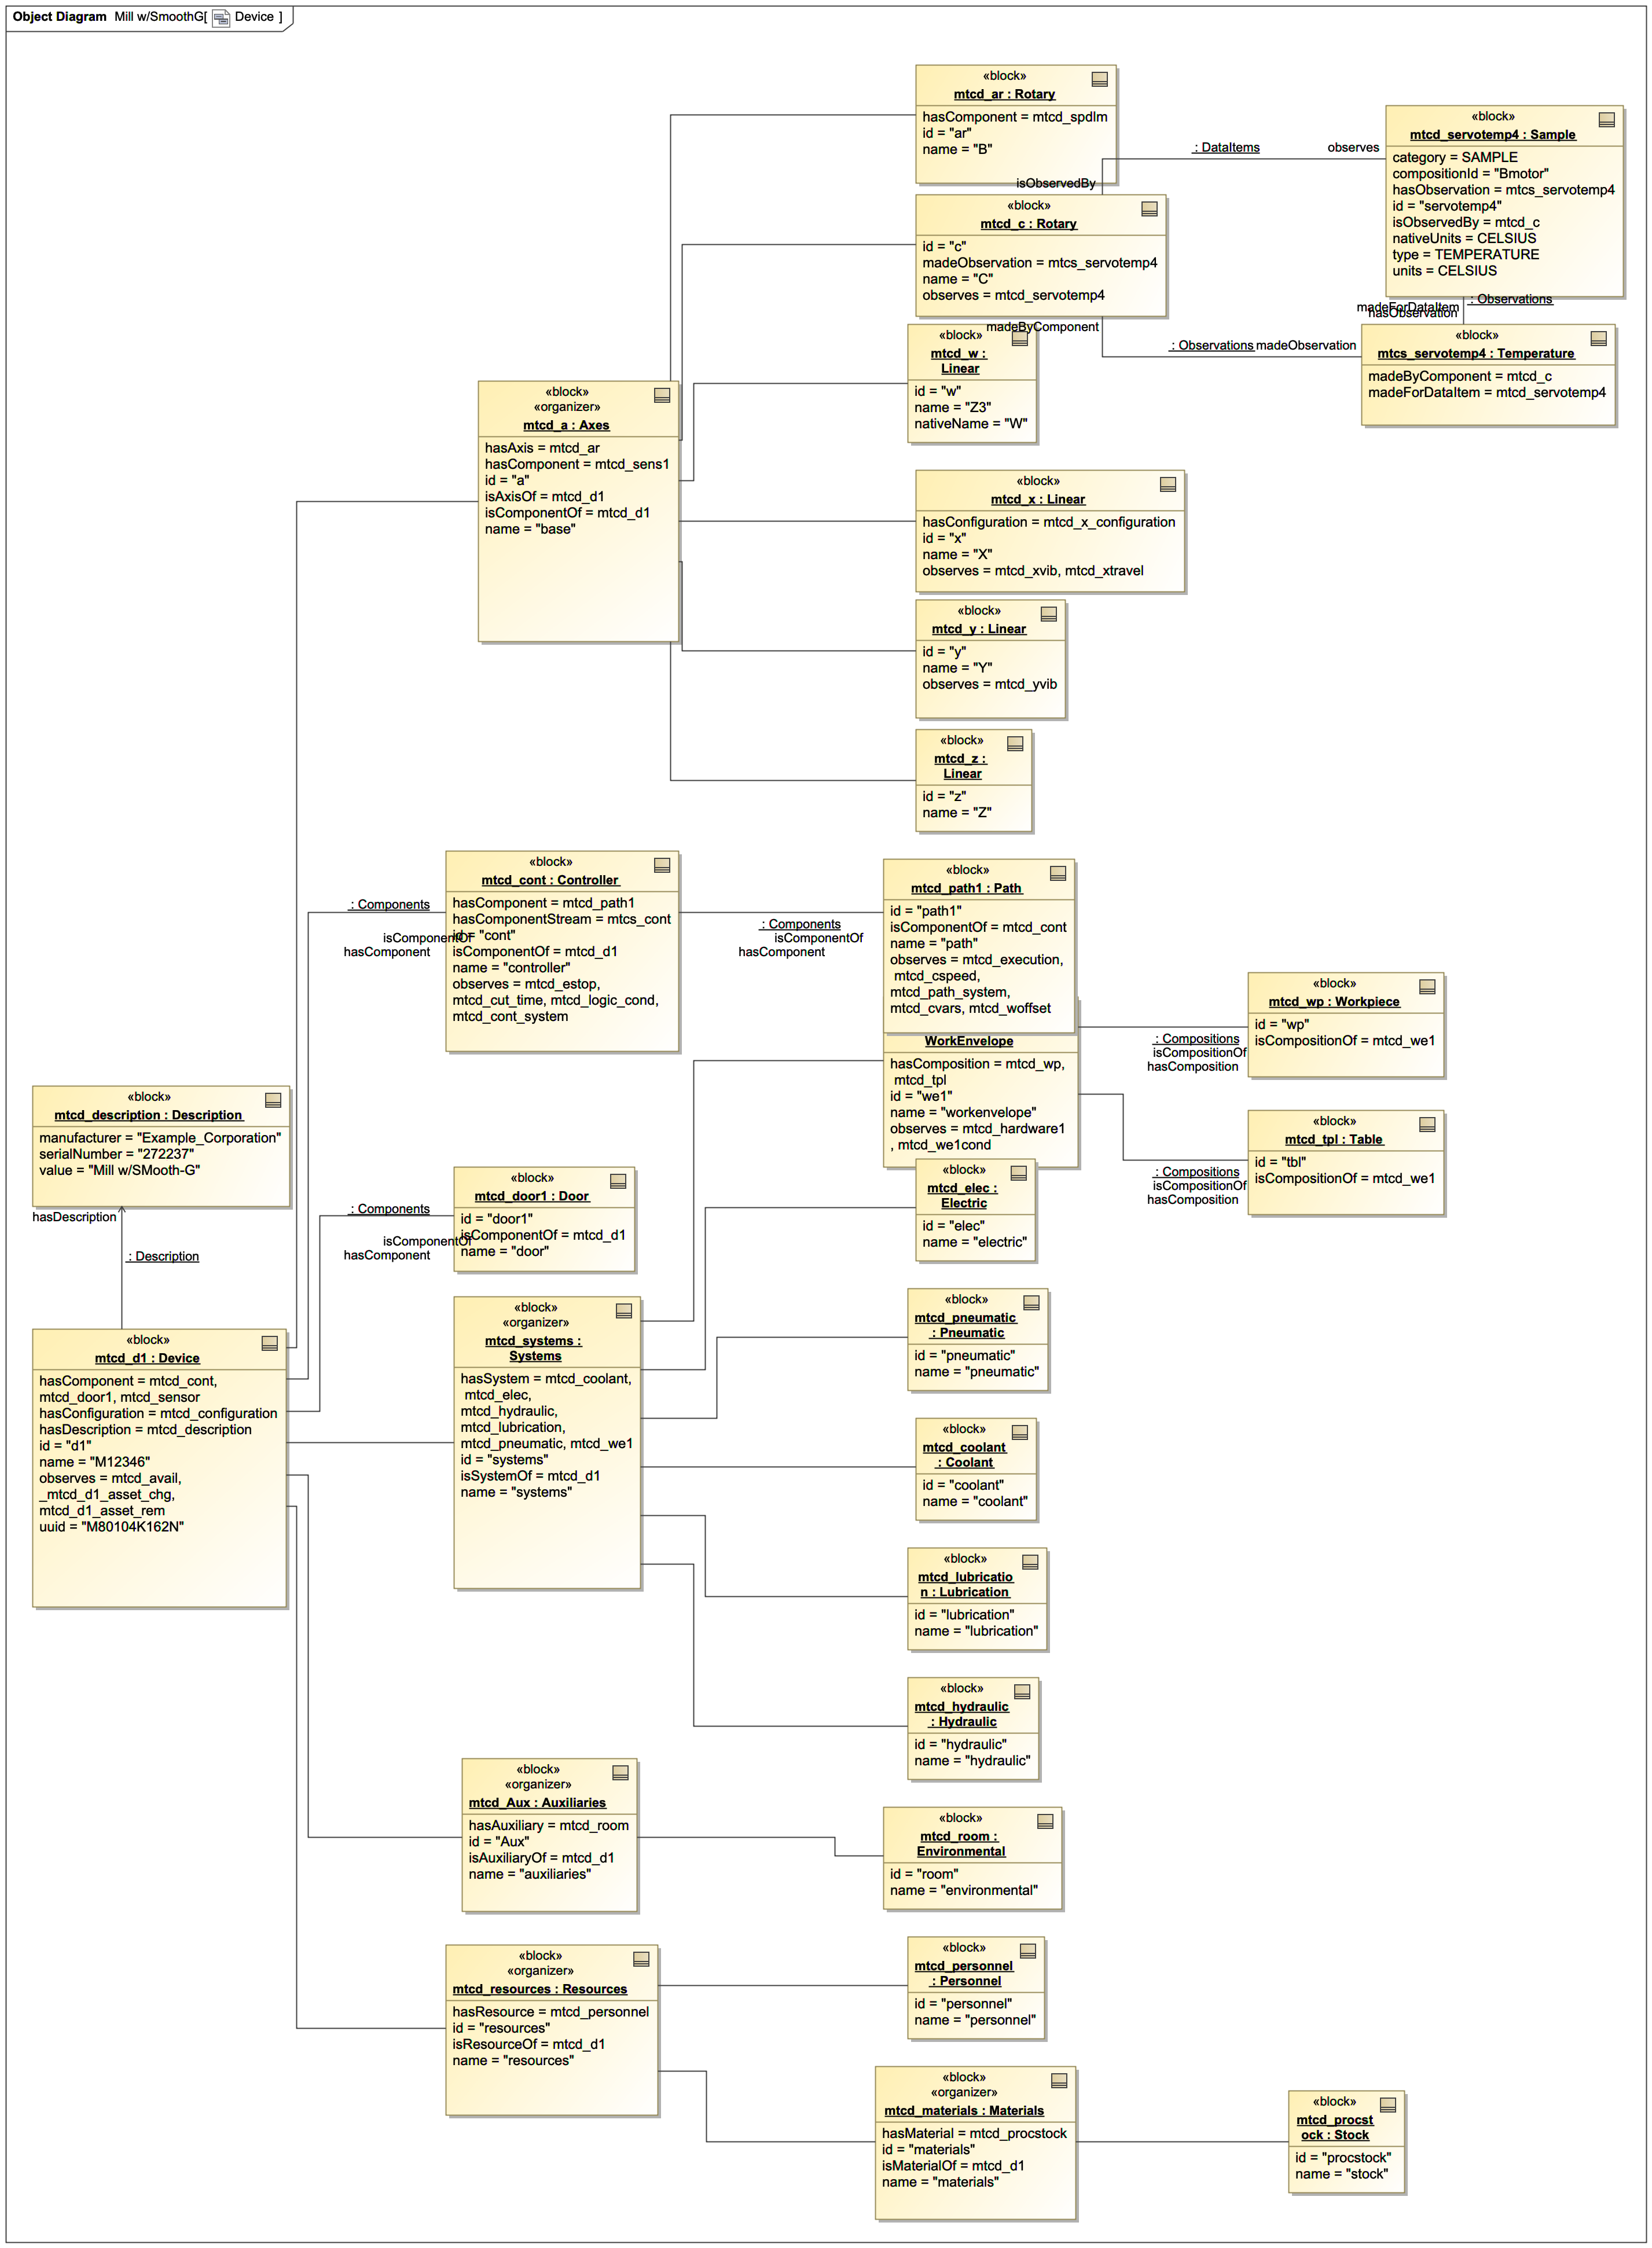 Object Diagram Mill w/SmoothG[ Device ]
«block»
mtcd_ar : Rotary
hasComponent = mtcd_spdlm
id = "ar"
name = "B"
isObservedBy
: DataItems
observes
«block»
mtcd_servotemp4 : Sample
category = SAMPLE
compositionId = "Bmotor"
hasObservation = mtcs_servotemp4
id = "servotemp4"
isObservedBy = mtcd_c
nativeUnits = CELSIUS
type = TEMPERATURE
units = CELSIUS
«block»
mtcd_c : Rotary
id = "c"
madeObservation = mtcs_servotemp4
name = "C"
observes = mtcd_servotemp4
madeByComponent
: Observations
madeForDataItem
hasObservation
: Observations madeObservation
«block»
mtcs_servotemp4 : Temperature
madeByComponent = mtcd_c
madeForDataItem = mtcd_servotemp4
«block»
mtcd_w :
Linear
id = "w"
name = "Z3"
nativeName = "W"
«block»
«organizer»
mtcd_a : Axes
hasAxis = mtcd_ar
hasComponent = mtcd_sens1
id = "a"
isAxisOf = mtcd_d1
isComponentOf = mtcd_d1
name = "base"
«block»
mtcd_x : Linear
hasConfiguration = mtcd_x_configuration
id = "x"
name = "X"
observes = mtcd_xvib, mtcd_xtravel
«block»
mtcd_y : Linear
id = "y"
name = "Y"
observes = mtcd_yvib
«block»
mtcd_z :
Linear
id = "z"
name = "Z"
«block»
mtcd_cont : Controller
hasComponent = mtcd_path1
hasComponentStream = mtcs_cont
id = "cont"
isComponentOf = mtcd_d1
name = "controller"
observes = mtcd_estop,
mtcd_cut_time, mtcd_logic_cond,
mtcd_cont_system
: Components
isComponentOf
hasComponent
: Components
isComponentOf
hasComponent
«block»
mtcd_path1 : Path
id = "path1"
isComponentOf = mtcd_cont
name = "path"
observes = mtcd_execution,
mtcd_cspeed,
mtcd_path_system,
mtcd_cvars, mtcd_woffset
WorkEnvelope
hasComposition = mtcd_wp,
mtcd_tpl
id = "we1"
name = "workenvelope"
observes = mtcd_hardware1
, mtcd_we1cond
: Compositions
isCompositionOf
hasComposition
«block»
mtcd_wp : Workpiece
id = "wp"
isCompositionOf = mtcd_we1
: Compositions
isCompositionOf
hasComposition
«block»
mtcd_tpl : Table
id = "tbl"
isCompositionOf = mtcd_we1
«block»
mtcd_description : Description
manufacturer = "Example_Corporation"
serialNumber = "272237"
value = "Mill w/SMooth-G"
hasDescription
: Description
: Components
isComponentOf
hasComponent
«block»
mtcd_door1 : Door
id = "door1"
isComponentOf = mtcd_d1
name = "door"
«block»
mtcd_elec :
Electric
id = "elec"
name = "electric"
«block»
mtcd_d1 : Device
hasComponent = mtcd_cont,
mtcd_door1, mtcd_sensor
hasConfiguration = mtcd_configuration
hasDescription = mtcd_description
id = "d1"
name = "M12346"
observes = mtcd_avail,
_mtcd_d1_asset_chg,
mtcd_d1_asset_rem
uuid = "M80104K162N"
«block»
«organizer»
mtcd_systems :
Systems
hasSystem = mtcd_coolant,
mtcd_elec,
mtcd_hydraulic,
mtcd_lubrication,
mtcd_pneumatic, mtcd_we1
id = "systems"
isSystemOf = mtcd_d1
name = "systems"
«block»
mtcd_pneumatic
: Pneumatic
id = "pneumatic"
name = "pneumatic"
«block»
mtcd_coolant
: Coolant
id = "coolant"
name = "coolant"
«block»
mtcd_lubricatio
n : Lubrication
id = "lubrication"
name = "lubrication"
«block»
mtcd_hydraulic
: Hydraulic
id = "hydraulic"
name = "hydraulic"
«block»
«organizer»
mtcd_Aux : Auxiliaries
hasAuxiliary = mtcd_room
id = "Aux"
isAuxiliaryOf = mtcd_d1
name = "auxiliaries"
«block»
mtcd_room :
Environmental
id = "room"
name = "environmental"
«block»
«organizer»
mtcd_resources : Resources
hasResource = mtcd_personnel
id = "resources"
isResourceOf = mtcd_d1
name = "resources"
«block»
mtcd_personnel
: Personnel
id = "personnel"
name = "personnel"
«block»
«organizer»
mtcd_materials : Materials
hasMaterial = mtcd_procstock
id = "materials"
isMaterialOf = mtcd_d1
name = "materials"
«block»
mtcd_procst
ock : Stock
id = "procstock"
name = "stock"